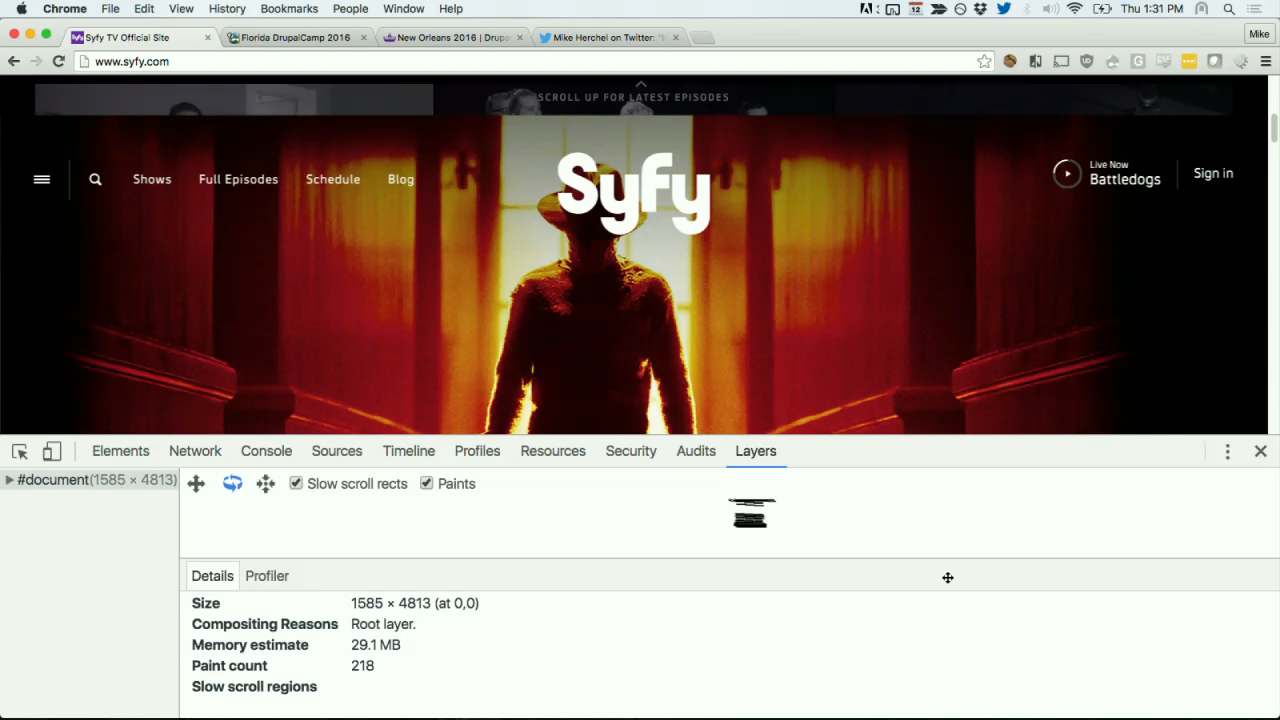 Chrome File Edit View History Bookmarks People Window Help 12 Thu 1:31 PM
Syfy TV Official Site Florida DrupalCamp 2016 New Orleans 2016 | Drupa Mike Herchel on Twitter: Mike
www.syfy.com
SCROLL UP FOR LATEST EPISODES
Shows Full Episodes Schedule Blog Syfy Live Now Battledogs Sign in
Elements Network Console Sources Timeline Profiles Resources Security Audits Layers
#document(1585 × 4813) Slow scroll rects Paints
Details Profiler
Size 1585 × 4813 (at 0,0)
Compositing Reasons Root layer.
Memory estimate 29.1 MB
Paint count 218
Slow scroll regions